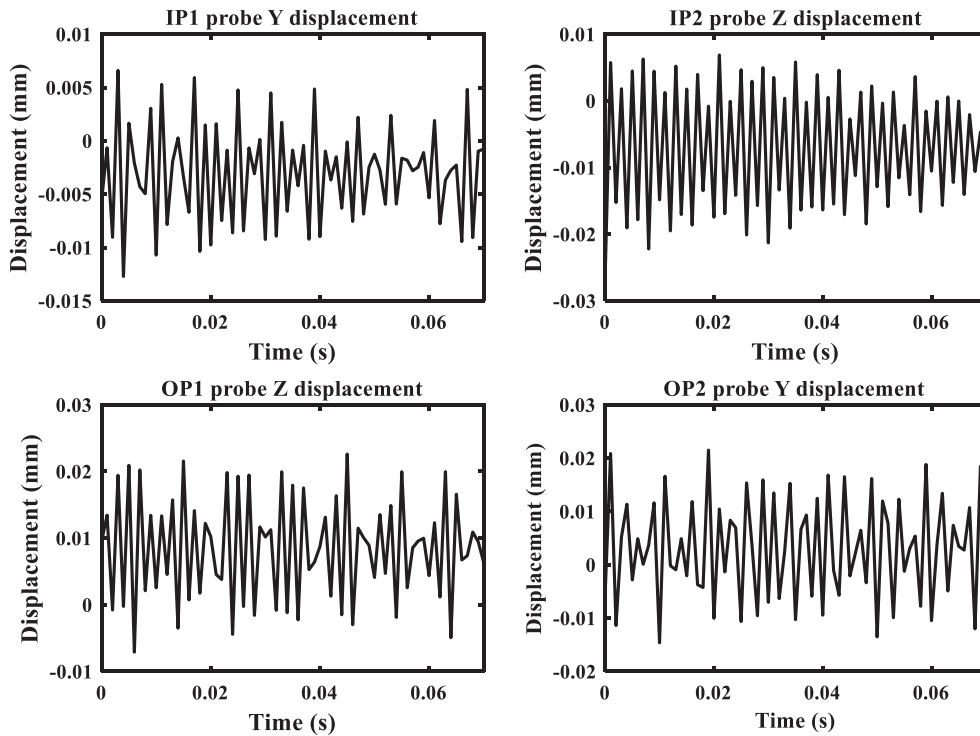 IP1 probe Y displacement
0.01
0.005
0
-0.005
-0.01
-0.015
Displacement (mm)
0 0.02 0.04 0.06
Time (s)
IP2 probe Z displacement
0.01
0
-0.01
-0.02
-0.03
Displacement (mm)
0 0.02 0.04 0.06
Time (s)
OP1 probe Z displacement
0.03
0.02
0.01
0
-0.01
Displacement (mm)
0 0.02 0.04 0.06
Time (s)
OP2 probe Y displacement
0.03
0.02
0.01
0
-0.01
-0.02
Displacement (mm)
0 0.02 0.04 0.06
Time (s)